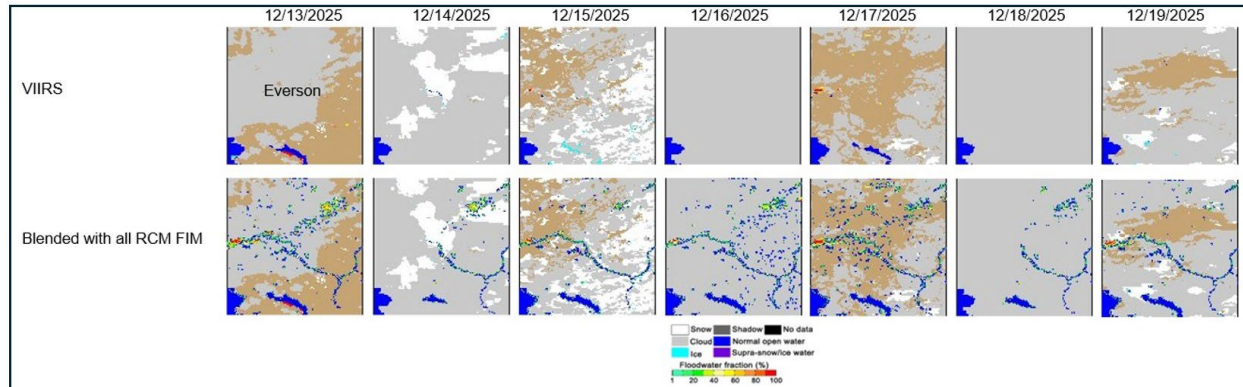 12/13/2025 12/14/2025 12/15/2025 12/16/2025 12/17/2025 12/18/2025 12/19/2025
VIIRS
Everson
Blended with all RCM FIM
Snow Shadow No data
Cloud Normal open water
Ice Supra-snow/ice water
Floodwater fraction (%)
1 20 40 60 80 100